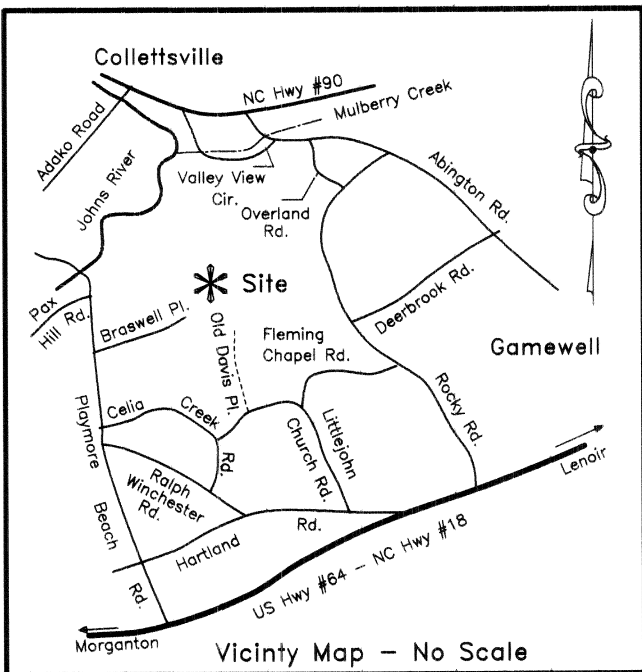 Collettsville
NC Hwy #90
Mulberry Creek
Adako Road
Johns River
Valley View
Cir.
Overland
Rd.
Abington Rd.
Site
Pax
Hill Rd.
Braswell Pl.
Old Davis Pl.
Fleming
Chapel Rd.
Deerbrook Rd.
Gamewell
Playmore
Beach
Rd.
Celia
Creek
Rd.
Littlejohn
Church Rd.
Rocky Rd.
Ralph
Winchester
Rd.
Hartland
Rd.
Lenoir
US Hwy #64 - NC Hwy #18
Morganton
Vicinty Map - No Scale